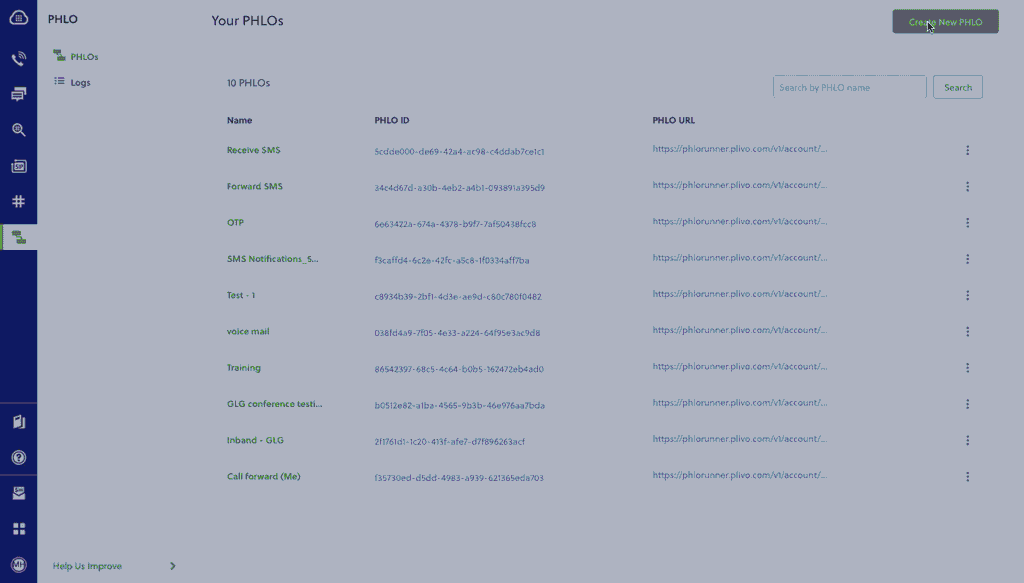 PHLO
Your PHLOs
Create New PHLO
PHLOs
Logs
10 PHLOs
Search by PHLO name
Search
Name PHLO ID PHLO URL
Receive SMS 5cdde000-de69-42a4-ac98-c4ddab7ce1c1 https://phlorunner.plivo.com/v1/account/...
Forward SMS 34c4d67d-a30b-4eb2-a4b1-093891a395d9 https://phlorunner.plivo.com/v1/account/...
OTP 6e63422a-674a-4378-b9f7-7af50438fcc8 https://phlorunner.plivo.com/v1/account/...
SMS Notifications_S... f3caffd4-6c2e-42fc-a5c8-1f0334aff7ba https://phlorunner.plivo.com/v1/account/...
Test - 1 c8934b39-2bf1-4d3e-ae9d-c80c780f0482 https://phlorunner.plivo.com/v1/account/...
voice mail 038fd4a9-7f05-4e33-a224-64f95e3ac9d8 https://phlorunner.plivo.com/v1/account/...
Training 86542397-68c5-4c64-b0b5-162472eb4ad0 https://phlorunner.plivo.com/v1/account/...
GLG conference testi... b0512e82-a1ba-4565-9b3b-46e976aa7bda https://phlorunner.plivo.com/v1/account/...
Inband - GLG 2f1761d1-1c20-413f-afe7-d7f896263acf https://phlorunner.plivo.com/v1/account/...
Call forward (Me) f35730ed-d5dd-4983-a939-621365eda703 https://phlorunner.plivo.com/v1/account/...
Help Us Improve
MH